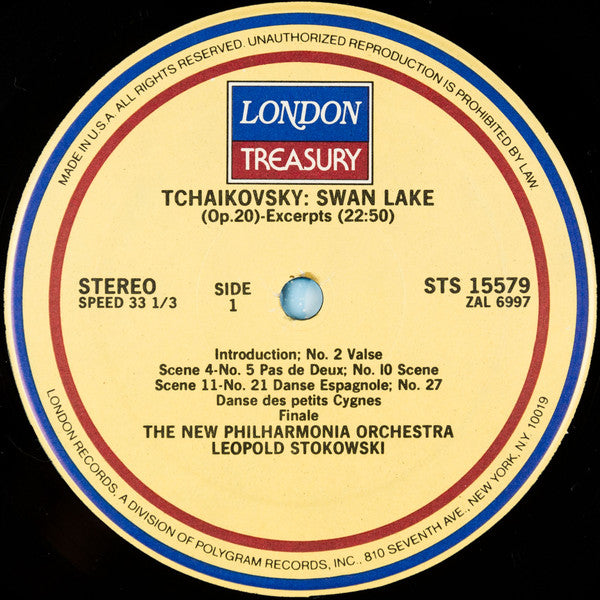 MADE IN U.S.A. ALL RIGHTS RESERVED. UNAUTHORIZED REPRODUCTION IS PROHIBITED BY LAW
LONDON
TREASURY
TCHAIKOVSKY: SWAN LAKE
(Op.20)-Excerpts (22:50)
STEREO
SPEED 33 1/3
SIDE
1
STS 15579
ZAL 6997
Introduction; No. 2 Valse
Scene 4-No. 5 Pas de Deux; No. 10 Scene
Scene 11-No. 21 Danse Espagnole; No. 27
Danse des petits Cygnes
Finale
THE NEW PHILHARMONIA ORCHESTRA
LEOPOLD STOKOWSKI
LONDON RECORDS, A DIVISION OF POLYGRAM RECORDS, INC., 810 SEVENTH AVE., NEW YORK, NY 10019